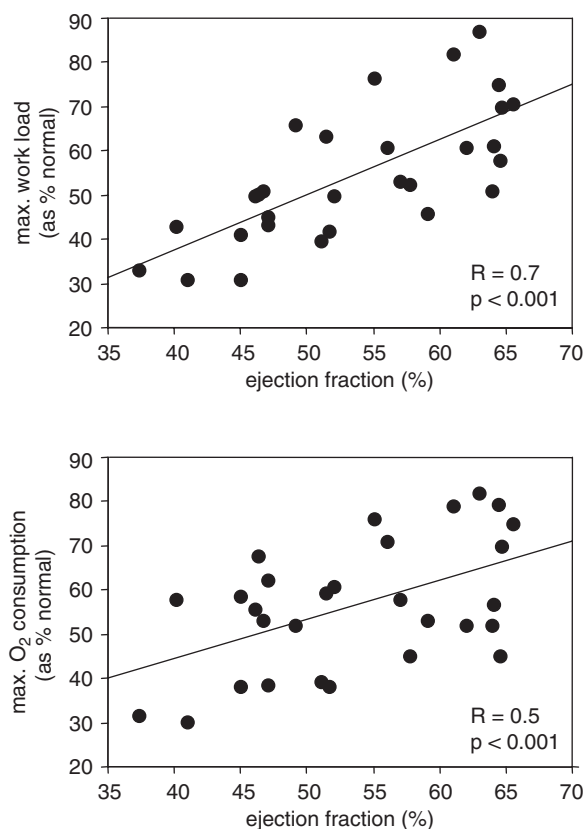 90
80
70
60
50
40
30
20
max. work load
(as % normal)
R = 0.7
p < 0.001
35 40 45 50 55 60 65 70
ejection fraction (%)
90
80
70
60
50
40
30
20
max. O₂ consumption
(as % normal)
R = 0.5
p < 0.001
35 40 45 50 55 60 65 70
ejection fraction (%)